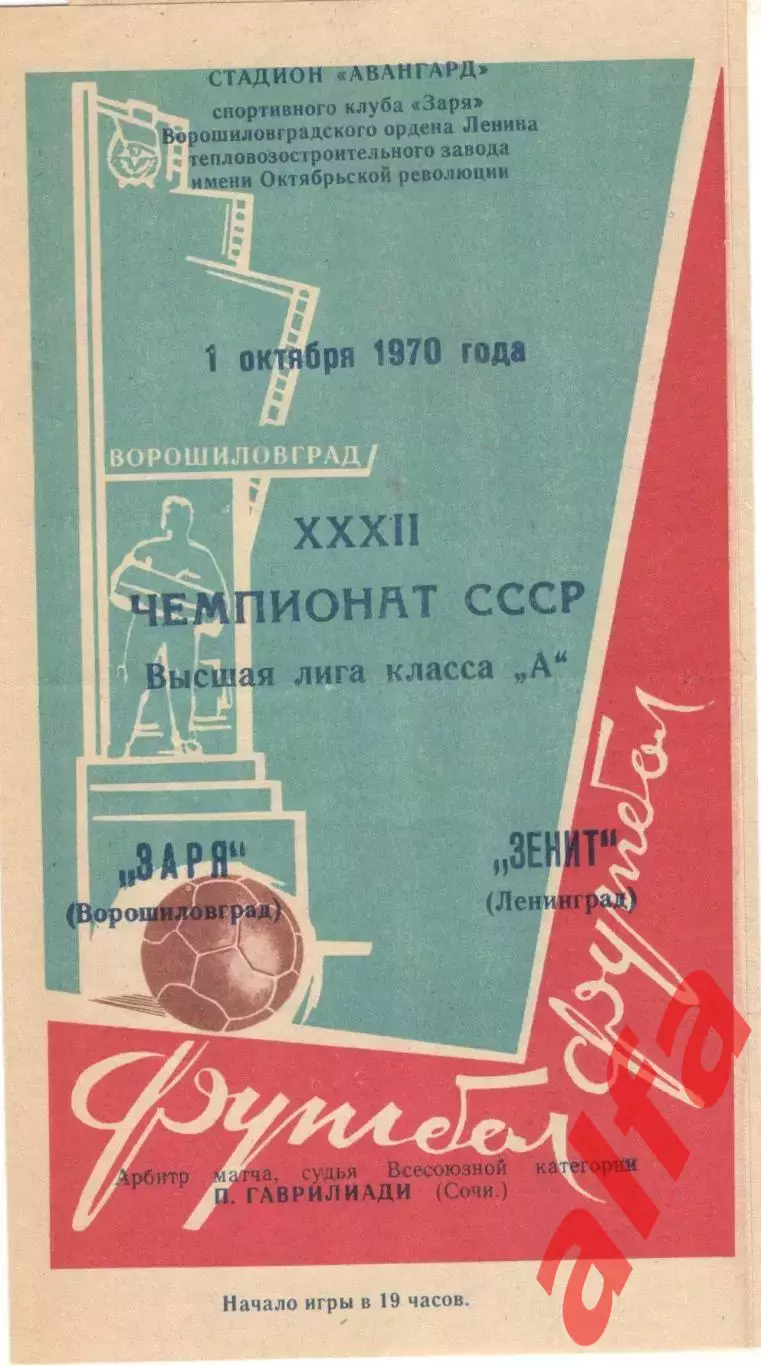 СТАДИОН «АВАНГАРД»
спортивного клуба «Заря»
Ворошиловградского ордена Ленина
тепловозостроительного завода
имени Октябрьской революции
1 октября 1970 года
ВОРОШИЛОВГРАД
XXXII
ЧЕМПИОНАТ СССР
Высшая лига класса „А“
„ЗАРЯ“
(Ворошиловград)
„ЗЕНИТ“
(Ленинград)
Футбол
Футбол
Арбитр матча, судья Всесоюзной категории
П. ГАВРИЛИАДИ (Сочи.)
Начало игры в 19 часов.
alfa